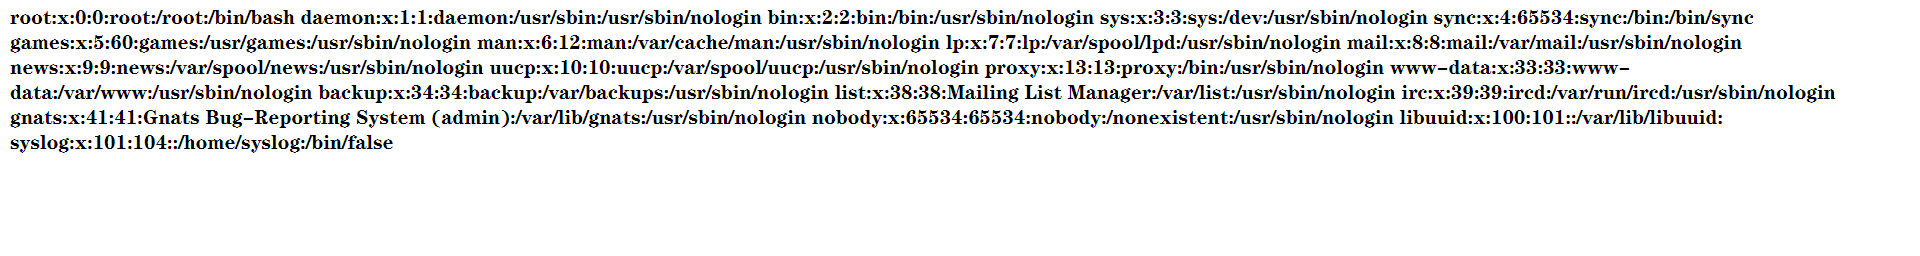 root:x:0:0:root:/root:/bin/bash daemon:x:1:1:daemon:/usr/sbin:/usr/sbin/nologin bin:x:2:2:bin:/bin:/usr/sbin/nologin sys:x:3:3:sys:/dev:/usr/sbin/nologin sync:x:4:65534:sync:/bin:/bin/sync
games:x:5:60:games:/usr/games:/usr/sbin/nologin man:x:6:12:man:/var/cache/man:/usr/sbin/nologin lp:x:7:7:lp:/var/spool/lpd:/usr/sbin/nologin mail:x:8:8:mail:/var/mail:/usr/sbin/nologin
news:x:9:9:news:/var/spool/news:/usr/sbin/nologin uucp:x:10:10:uucp:/var/spool/uucp:/usr/sbin/nologin proxy:x:13:13:proxy:/bin:/usr/sbin/nologin www-data:x:33:33:www-
data:/var/www:/usr/sbin/nologin backup:x:34:34:backup:/var/backups:/usr/sbin/nologin list:x:38:38:Mailing List Manager:/var/list:/usr/sbin/nologin irc:x:39:39:ircd:/var/run/ircd:/usr/sbin/nologin
gnats:x:41:41:Gnats Bug-Reporting System (admin):/var/lib/gnats:/usr/sbin/nologin nobody:x:65534:65534:nobody:/nonexistent:/usr/sbin/nologin libuuid:x:100:101::/var/lib/libuuid:
syslog:x:101:104::/home/syslog:/bin/false